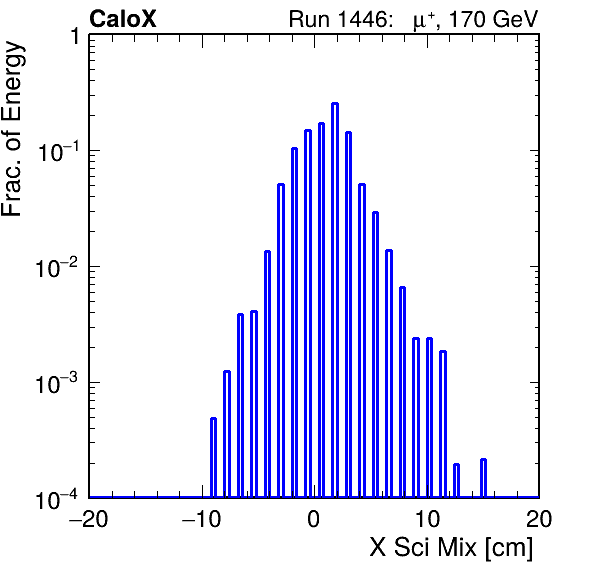 CaloX Run 1446: μ⁺, 170 GeV
Frac. of Energy
1
10⁻¹
10⁻²
10⁻³
10⁻⁴
−20 −10 0 10 20
X Sci Mix [cm]